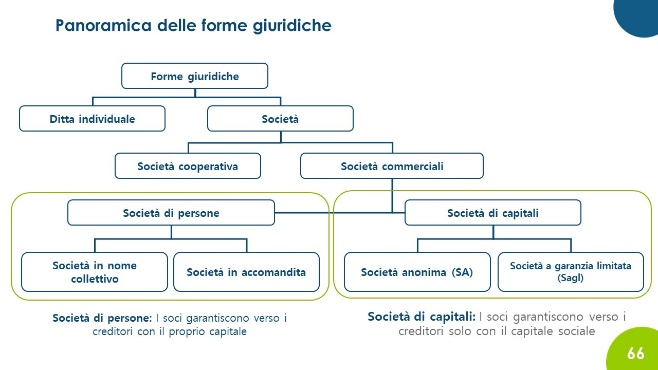 Panoramica delle forme giuridiche
Forme giuridiche
Ditta individuale
Società
Società cooperativa
Società commerciali
Società di persone
Società di capitali
Società in nome
collettivo
Società in accomandita
Società anonima (SA)
Società a garanzia limitata
(Sagl)
Società di persone: I soci garantiscono verso i
creditori con il proprio capitale
Società di capitali: I soci garantiscono verso i
creditori solo con il capitale sociale
66